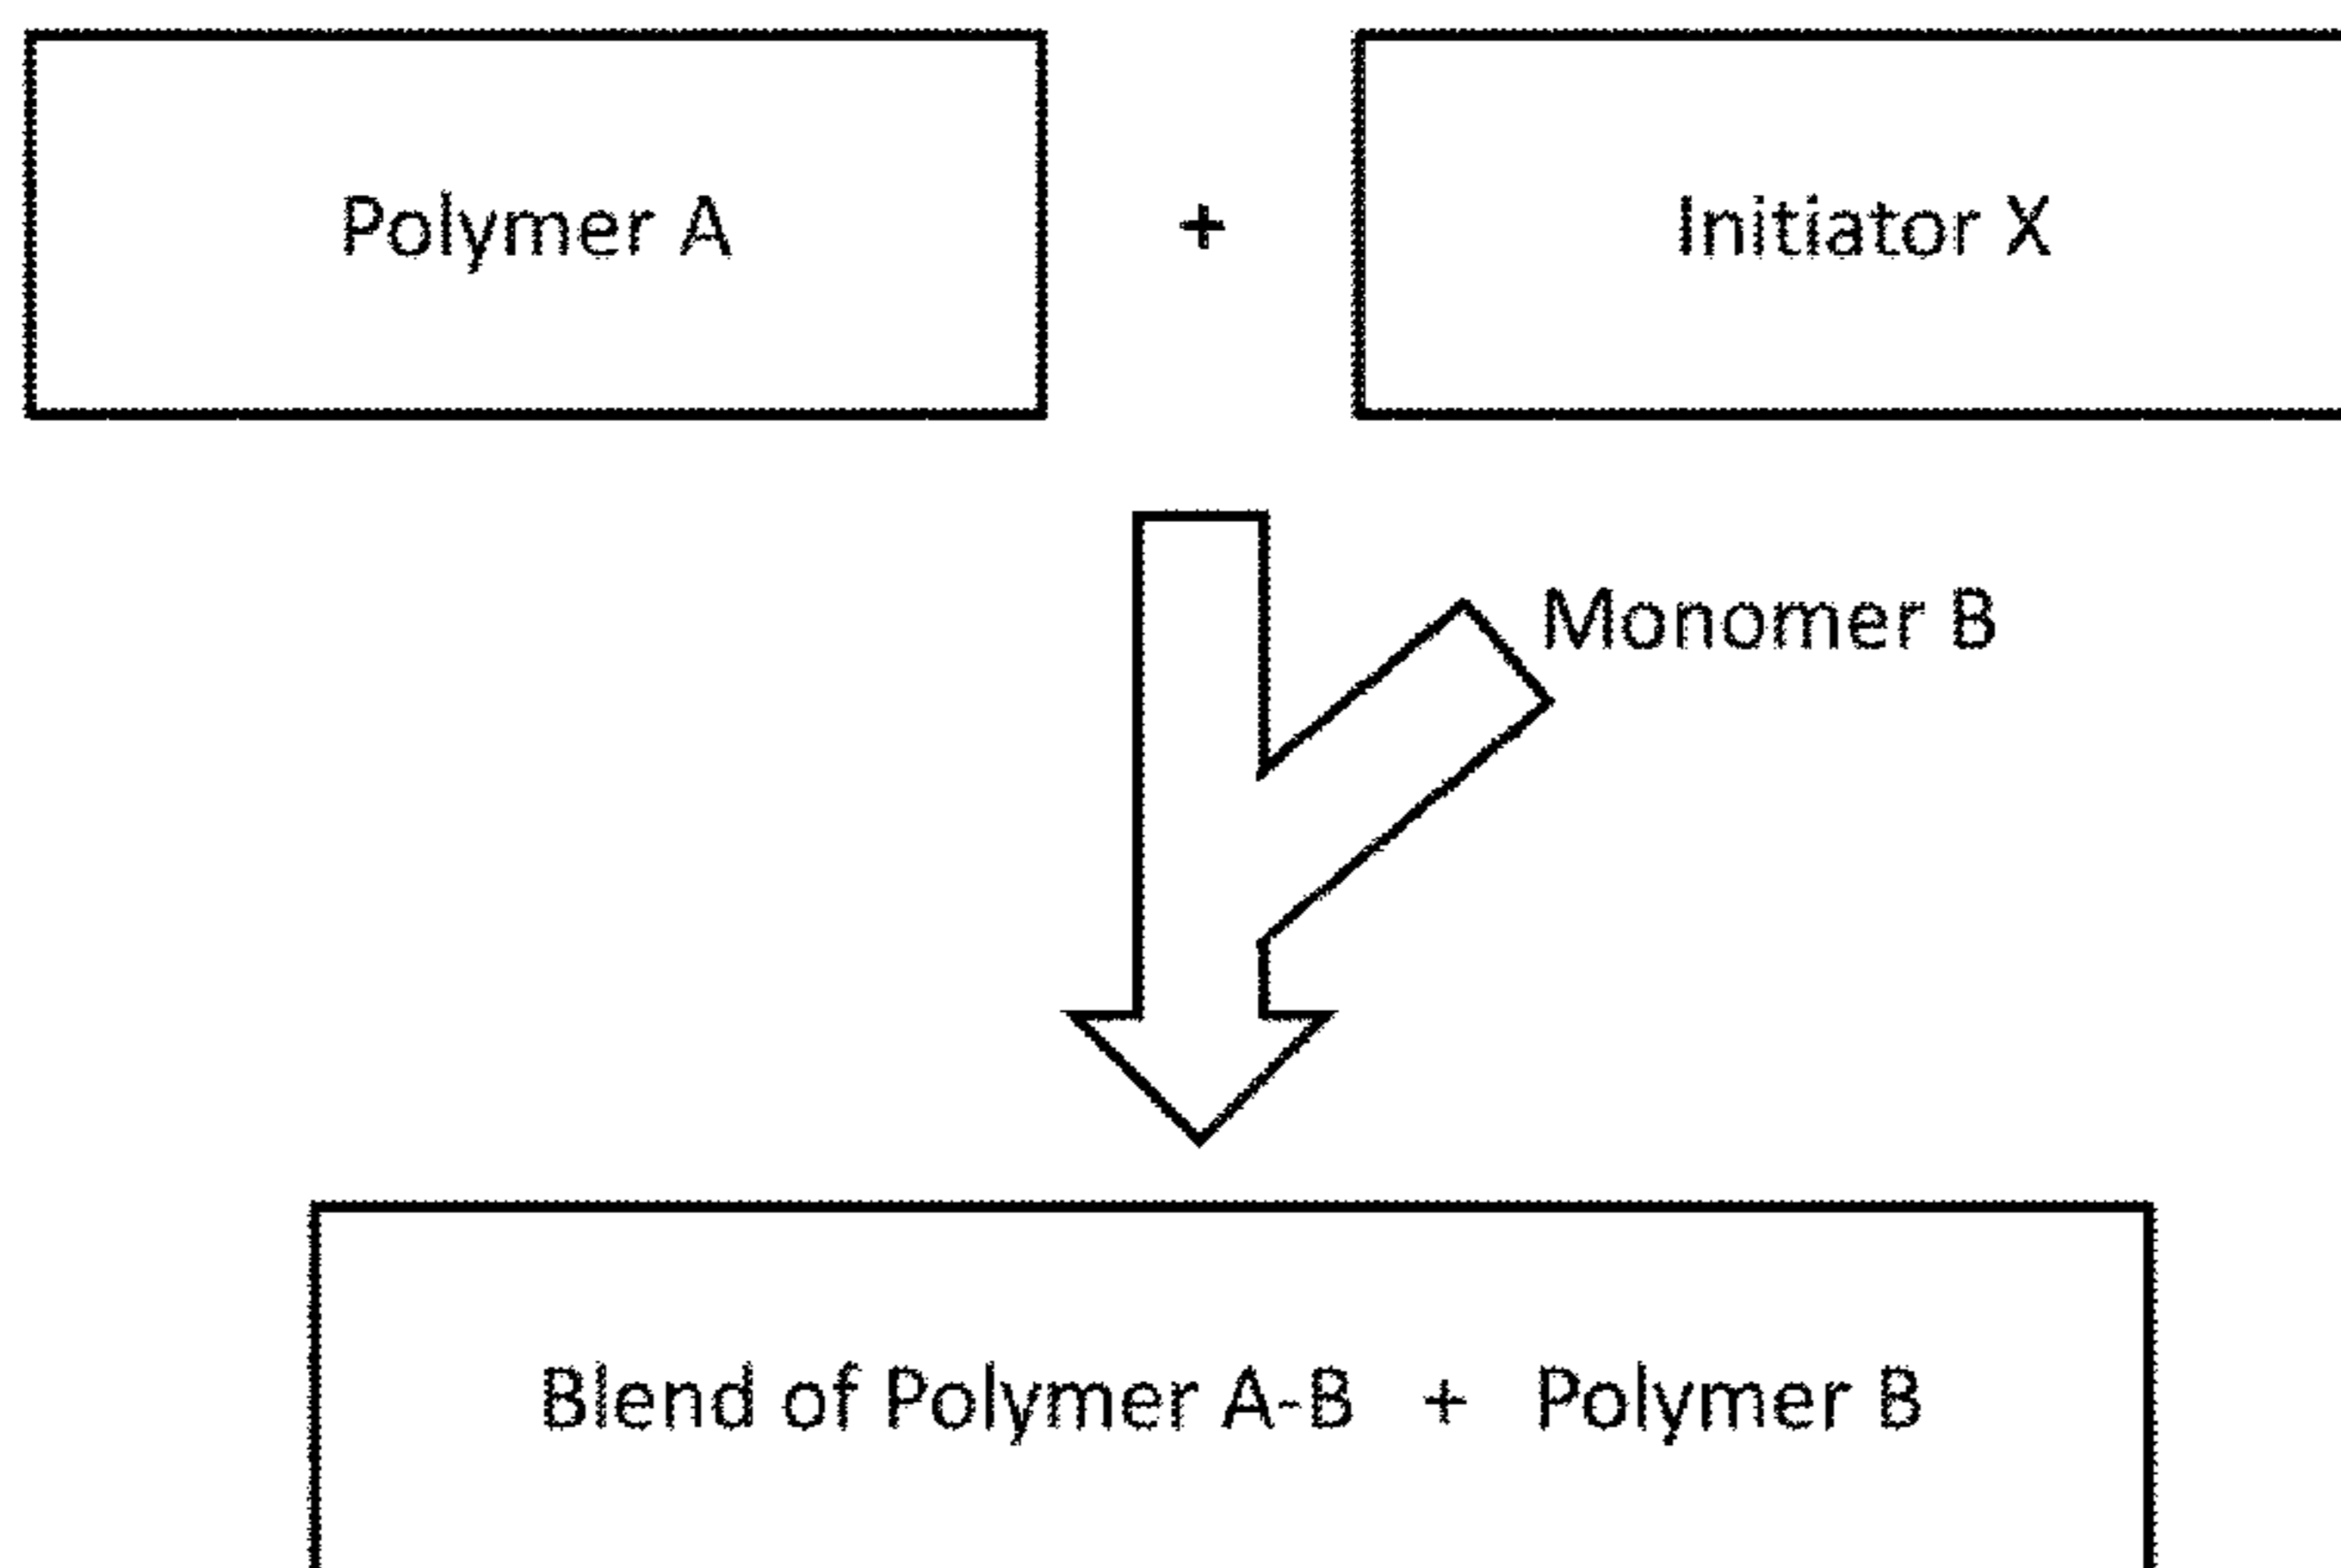 Polymer A + Initiator X
Monomer B
Blend of Polymer A-B + Polymer B